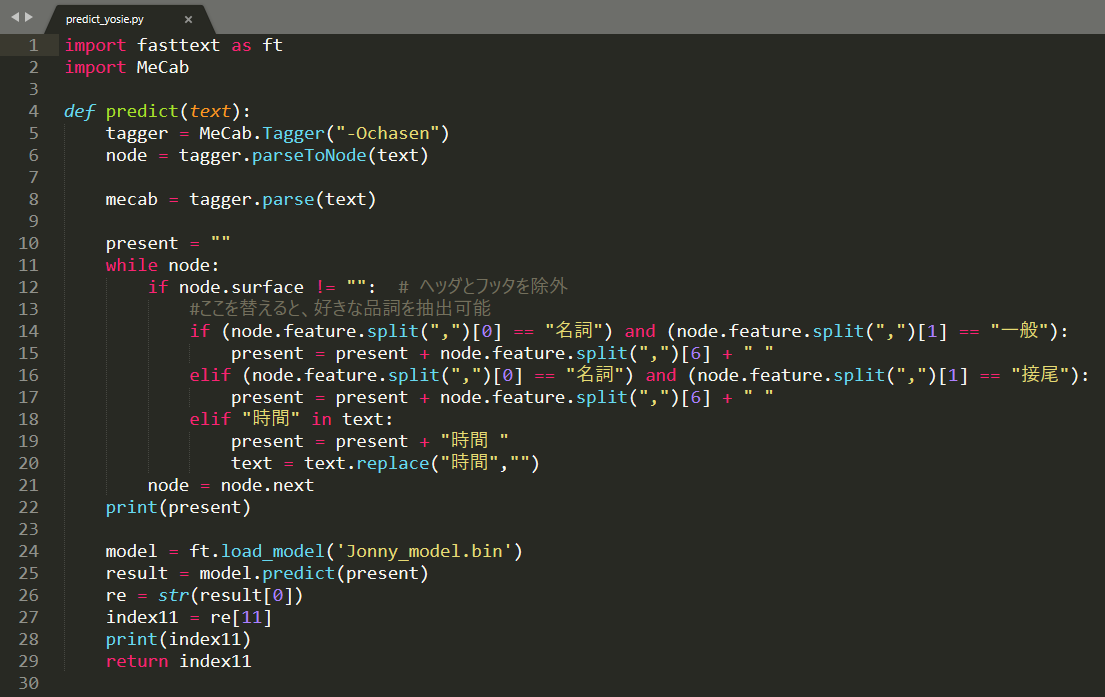 predict_yosie.py ×
1 import fasttext as ft
2 import MeCab
3
4 def predict(text):
5     tagger = MeCab.Tagger("-Ochasen")
6     node = tagger.parseToNode(text)
7
8     mecab = tagger.parse(text)
9
10     present = ""
11     while node:
12         if node.surface != "":  # ヘッダとフッタを除外
13             #ここを替えると、好きな品詞を抽出可能
14             if (node.feature.split(",")[0] == "名詞") and (node.feature.split(",")[1] == "一般"):
15                 present = present + node.feature.split(",")[6] + " "
16             elif (node.feature.split(",")[0] == "名詞") and (node.feature.split(",")[1] == "接尾"):
17                 present = present + node.feature.split(",")[6] + " "
18             elif "時間" in text:
19                 present = present + "時間 "
20                 text = text.replace("時間","")
21         node = node.next
22     print(present)
23
24     model = ft.load_model('Jonny_model.bin')
25     result = model.predict(present)
26     re = str(result[0])
27     index11 = re[11]
28     print(index11)
29     return index11
30